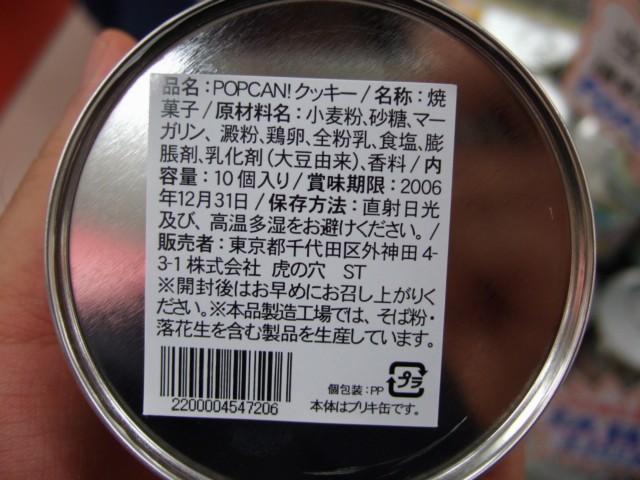 品名：POPCAN!クッキー/名称：焼
菓子/原材料名：小麦粉、砂糖、マー
ガリン、澱粉、鶏卵、全粉乳、食塩、膨
脹剤、乳化剤（大豆由来）、香料/内
容量：10個入り/賞味期限：2006
年12月31日/保存方法：直射日光
及び、高温多湿をお避けください。/
販売者：東京都千代田区外神田4-
3-1株式会社 虎の穴 ST
※開封後はお早めにお召し上がりく
ださい。※本品製造工場では、そば粉・
落花生を含む製品を生産しています。
2200004547206
プラ
個包装：PP
本体はブリキ缶です。